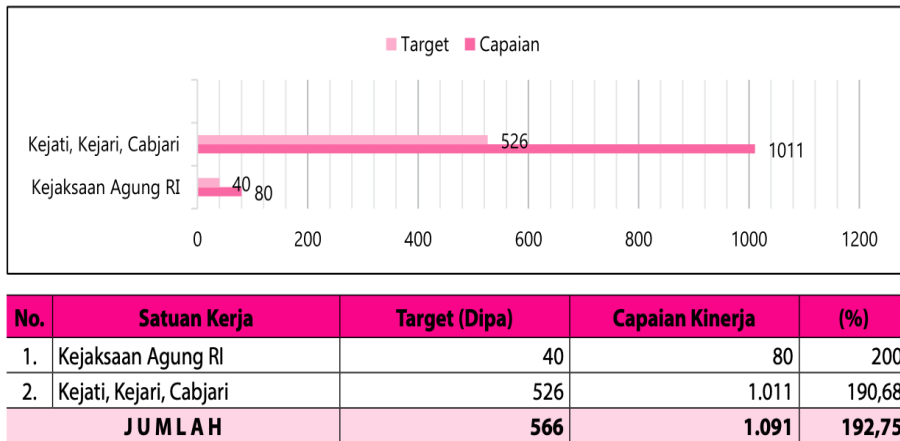 Target Capaian
Kejati, Kejari, Cabjari 526 1011
Kejaksaan Agung RI 40 80
0 200 400 600 800 1000 1200
No. Satuan Kerja Target (Dipa) Capaian Kinerja (%)
1. Kejaksaan Agung RI 40 80 200
2. Kejati, Kejari, Cabjari 526 1.011 190,68
J U M L A H 566 1.091 192,75